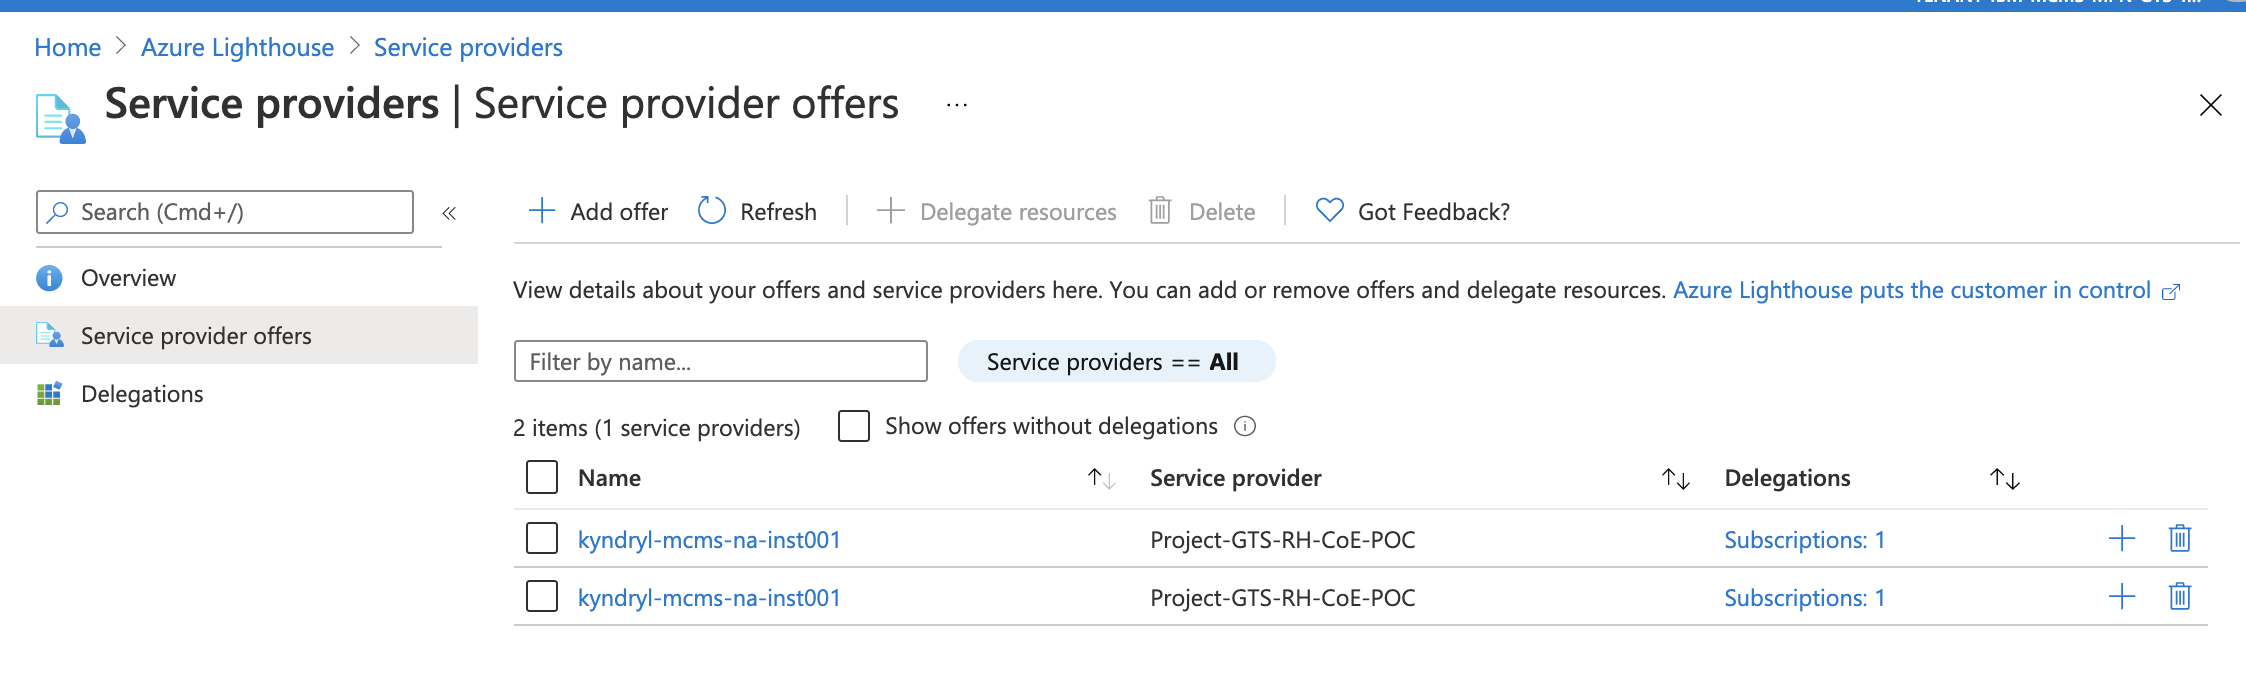 Home > Azure Lighthouse > Service providers
Service providers | Service provider offers ...
Search (Cmd+/)
«
Add offer
Refresh
Delegate resources
Delete
Got Feedback?
Overview
Service provider offers
Delegations
View details about your offers and service providers here. You can add or remove offers and delegate resources. Azure Lighthouse puts the customer in control
Filter by name...
Service providers == All
2 items (1 service providers)
Show offers without delegations
Name
Service provider
Delegations
kyndryl-mcms-na-inst001
Project-GTS-RH-CoE-POC
Subscriptions: 1
kyndryl-mcms-na-inst001
Project-GTS-RH-CoE-POC
Subscriptions: 1